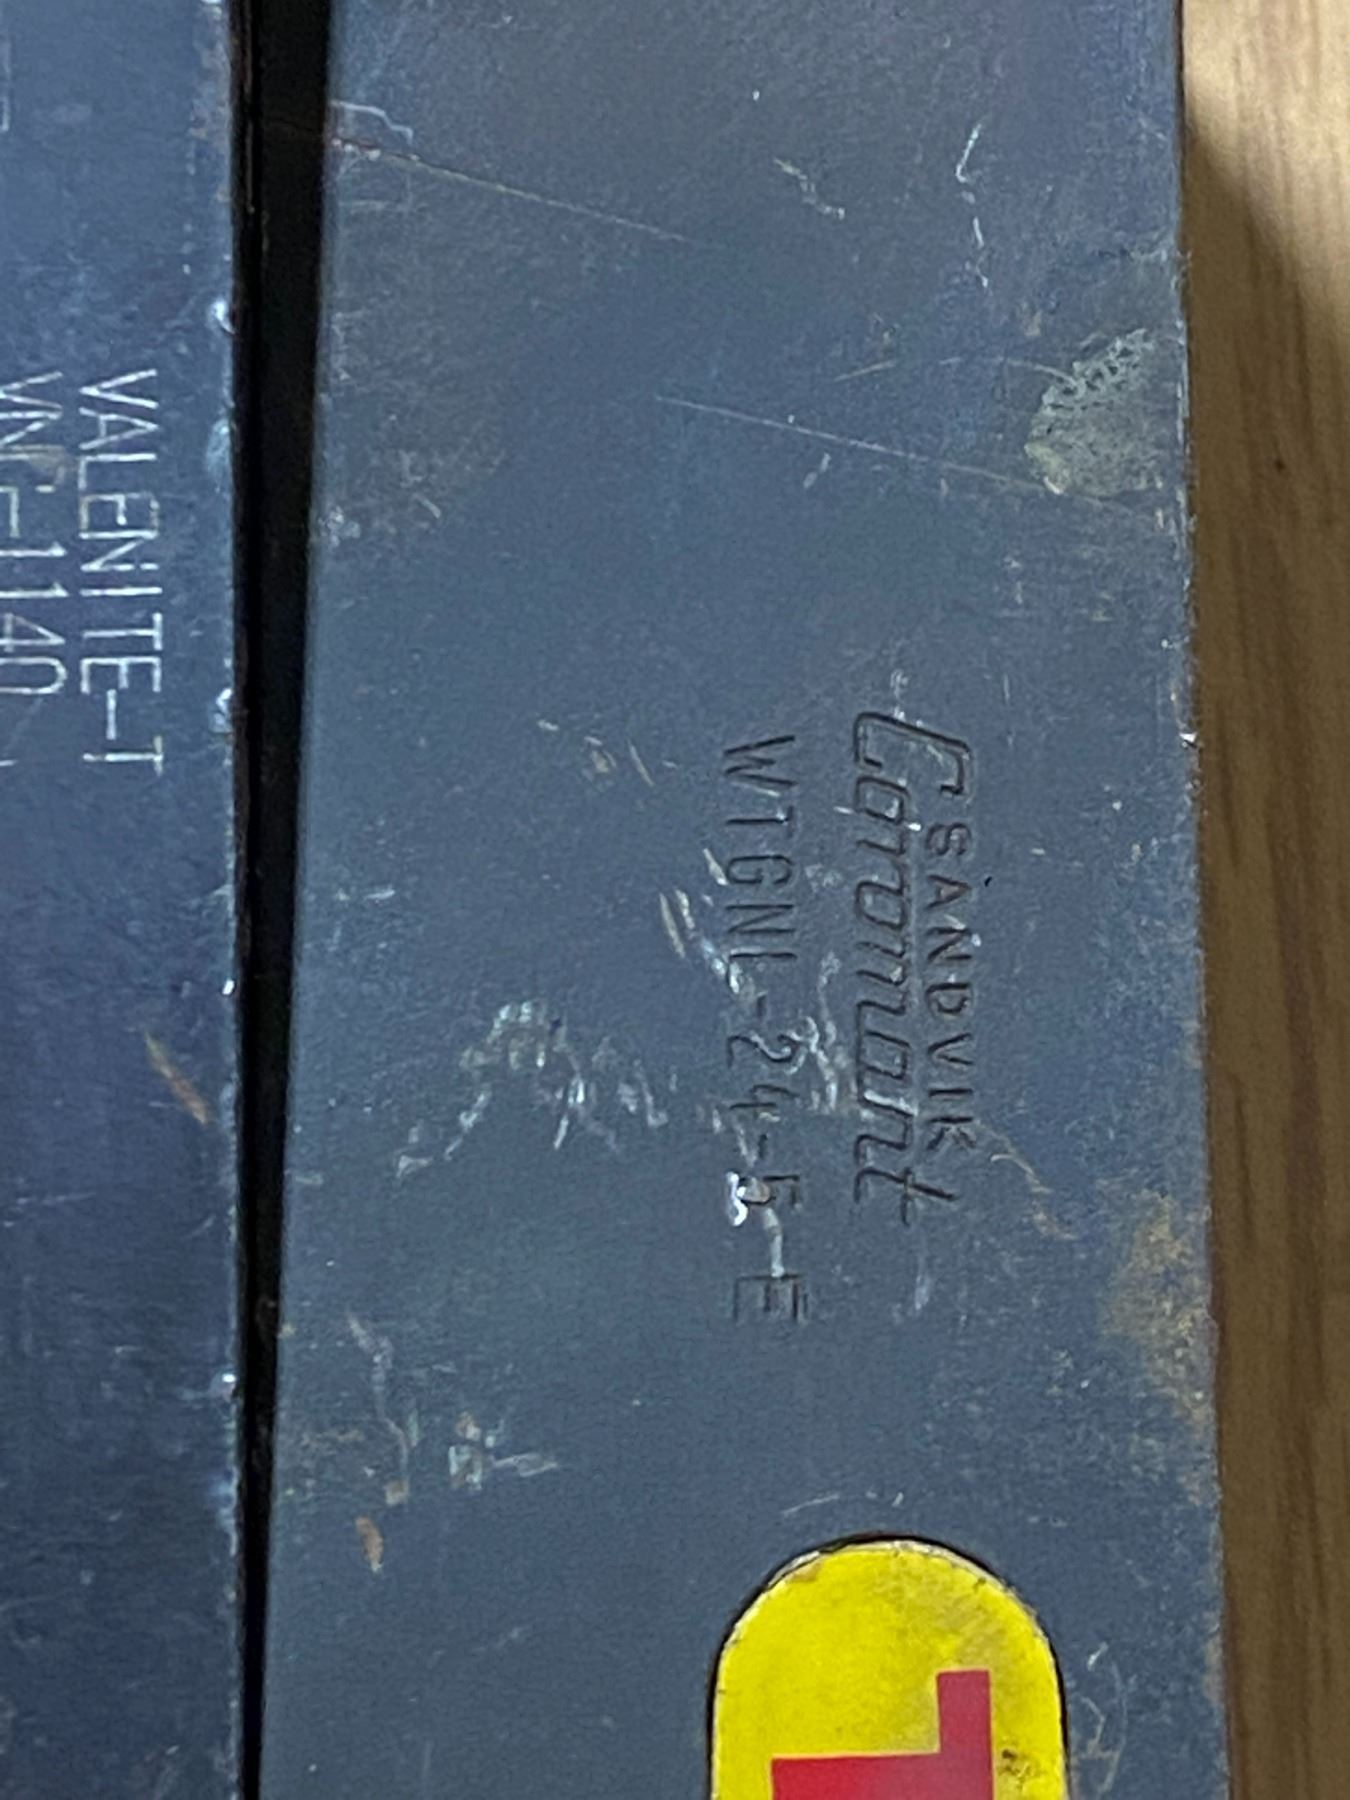 SANDVIK
Coromant
WTGNL-24-5 E
VALENITE-T